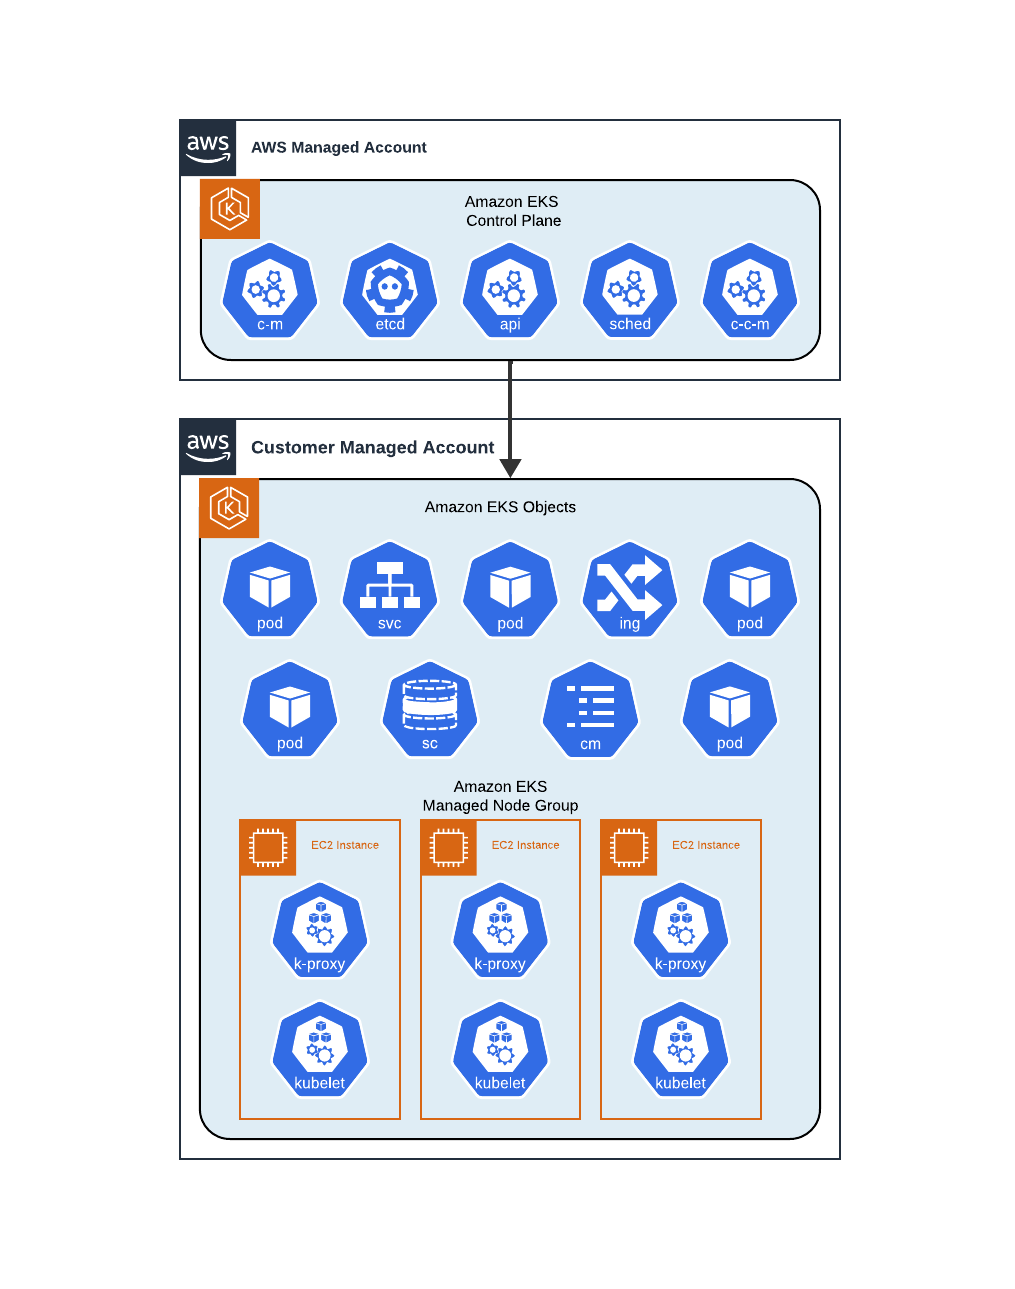 aws
AWS Managed Account
K
Amazon EKS
Control Plane
c-m
etcd
api
sched
c-c-m
aws
Customer Managed Account
K
Amazon EKS Objects
pod
svc
pod
ing
pod
pod
sc
cm
pod
Amazon EKS
Managed Node Group
EC2 Instance
EC2 Instance
EC2 Instance
k-proxy
k-proxy
k-proxy
kubelet
kubelet
kubelet